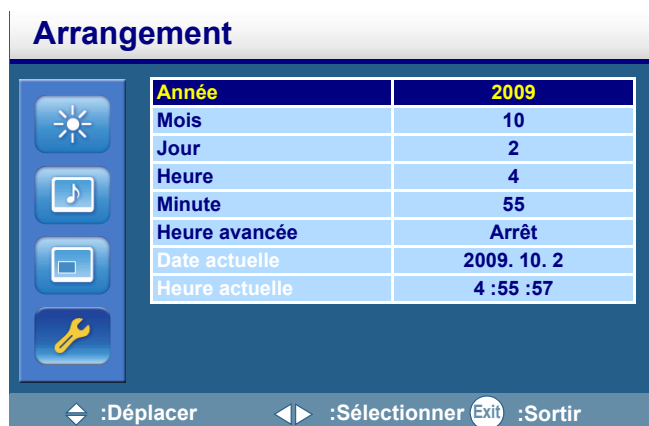 Arrangement
Année 2009
Mois 10
Jour 2
Heure 4
Minute 55
Heure avancée Arrêt
Date actuelle 2009. 10. 2
Heure actuelle 4 :55 :57
:Déplacer :Sélectionner Exit :Sortir